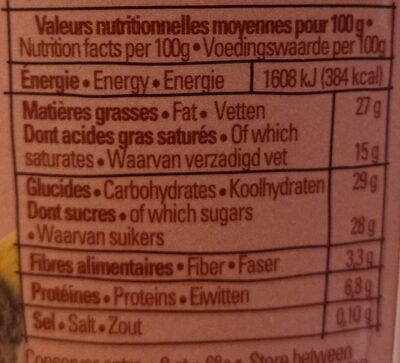 Valeurs nutritionnelles moyennes pour 100 g •
Nutrition facts per 100g • Voedingswaarde per 100g
Énergie • Energy • Energie 1608 kJ (384 kcal)
Matières grasses • Fat • Vetten 27 g
Dont acides gras saturés • Of which
saturates • Waarvan verzadigd vet 15 g
Glucides • Carbohydrates • Koolhydraten 29 g
Dont sucres • of which sugars
• Waarvan suikers 28 g
Fibres alimentaires • Fiber • Faser 3,3 g
Protéines • Proteins • Eiwitten 6,8 g
Sel • Salt • Zout 0,10 g
Store between